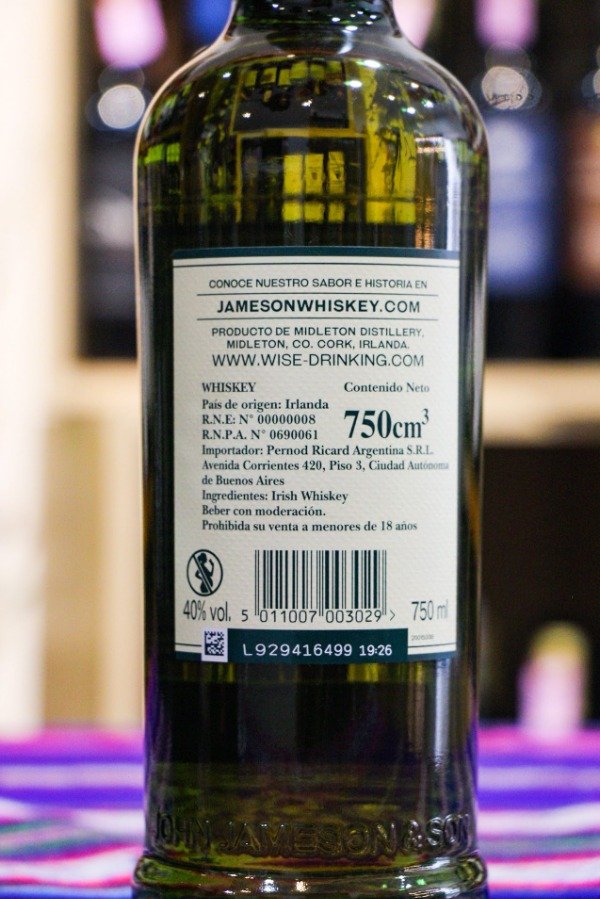 CONOCE NUESTRO SABOR E HISTORIA EN
JAMESONWHISKEY.COM
PRODUCTO DE MIDLETON DISTILLERY,
MIDLETON, CO. CORK, IRLANDA.
WWW.WISE-DRINKING.COM
WHISKEY
País de origen: Irlanda
R.N.E: N° 00000008
R.N.P.A. N° 0690061
Contenido Neto
750cm³
Importador: Pernod Ricard Argentina S.R.L.
Avenida Corrientes 420, Piso 3, Ciudad Autónoma
de Buenos Aires
Ingredientes: Irish Whiskey
Beber con moderación.
Prohibida su venta a menores de 18 años
40% vol. 5 011007 003029 > 750 ml
L929416499 19:26
JOHN JAMESON & SON